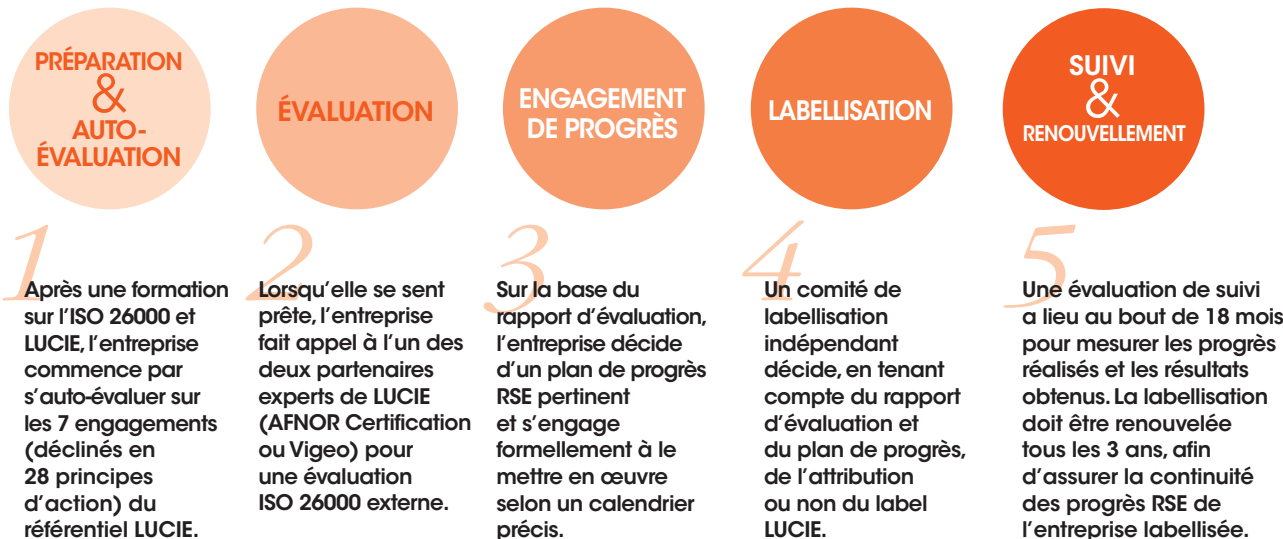 PRÉPARATION
&
AUTO-
ÉVALUATION
ÉVALUATION
ENGAGEMENT
DE PROGRÈS
LABELLISATION
SUIVI
&
RENOUVELLEMENT
1
Après une formation
sur l'ISO 26000 et
LUCIE, l'entreprise
commence par
s'auto-évaluer sur
les 7 engagements
(déclinés en
28 principes
d'action) du
référentiel LUCIE.
2
Lorsqu'elle se sent
prête, l'entreprise
fait appel à l'un des
deux partenaires
experts de LUCIE
(AFNOR Certification
ou Vigeo) pour
une évaluation
ISO 26000 externe.
3
Sur la base du
rapport d'évaluation,
l'entreprise décide
d'un plan de progrès
RSE pertinent
et s'engage
formellement à le
mettre en œuvre
selon un calendrier
précis.
4
Un comité de
labellisation
indépendant
décide, en tenant
compte du rapport
d'évaluation et
du plan de progrès,
de l'attribution
ou non du label
LUCIE.
5
Une évaluation de suivi
a lieu au bout de 18 mois
pour mesurer les progrès
réalisés et les résultats
obtenus. La labellisation
doit être renouvelée
tous les 3 ans, afin
d'assurer la continuité
des progrès RSE de
l'entreprise labellisée.